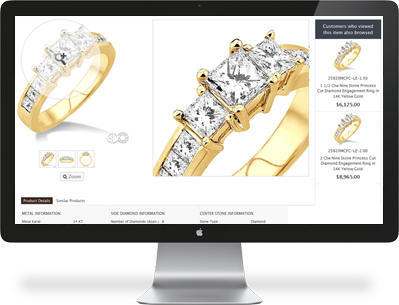 Customers who viewed
this item also browsed
25829MCFC-LE-1.50
1 1/2 Ctw Nine Stone Princess
Cut Diamond Engagement Ring in
14K Yellow Gold
$6,125.00
25829MCFC-LE-2.00
2 Ctw Nine Stone Princess Cut
Diamond Engagement Ring in
14K Yellow Gold
$8,965.00
Zoom
Product Details Similar Products
METAL INFORMATION SIDE DIAMOND INFORMATION CENTER STONE INFORMATION
Metal Karat 14 KT Number of Diamonds 8 Stone Type : Diamond